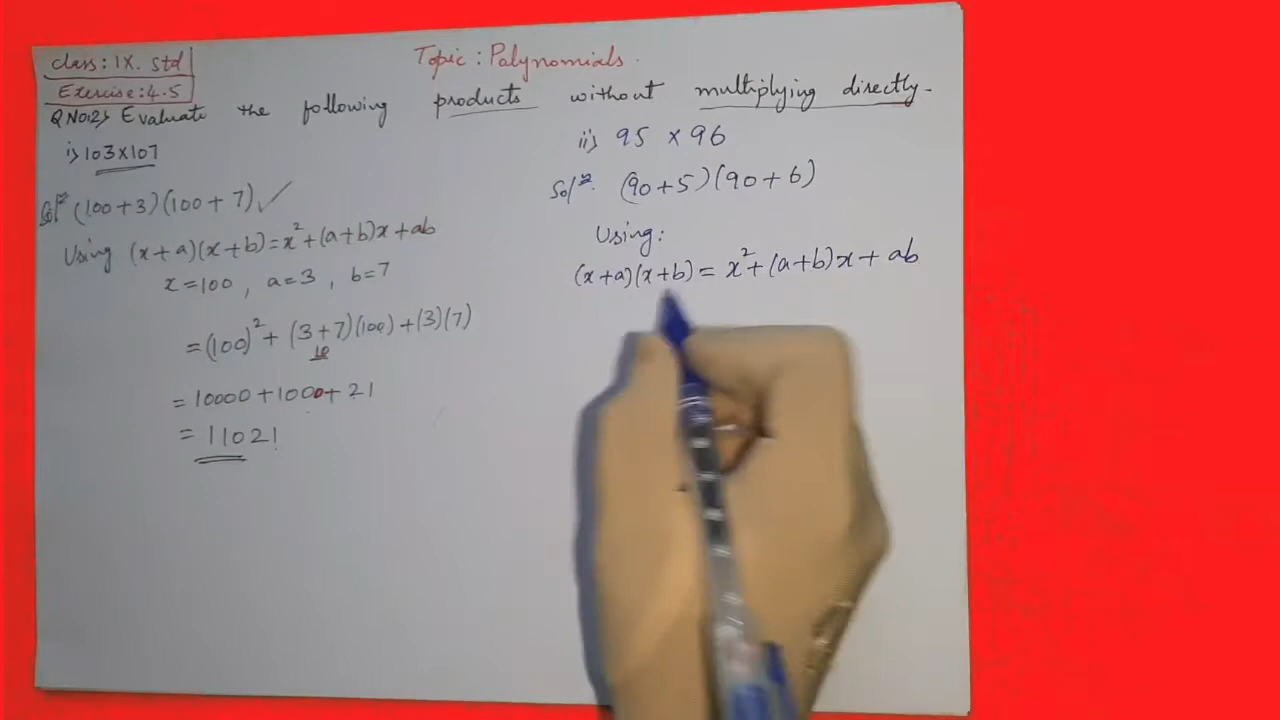 Class: IX. Std
Exercise: 4.5
Topic: Polynomials.
Q No:2) Evaluate the following products without multiplying directly.
i) 103x107
Sol (100+3)(100+7) ✓
Using (x+a)(x+b)=x²+(a+b)x+ab
x=100, a=3, b=7
=(100)²+(3+7)(100)+(3)(7)
10
=10000+1000+21
=11021
ii) 95 x 96
Sol. (90+5)(90+6)
Using:
(x+a)(x+b)= x²+(a+b)x+ab